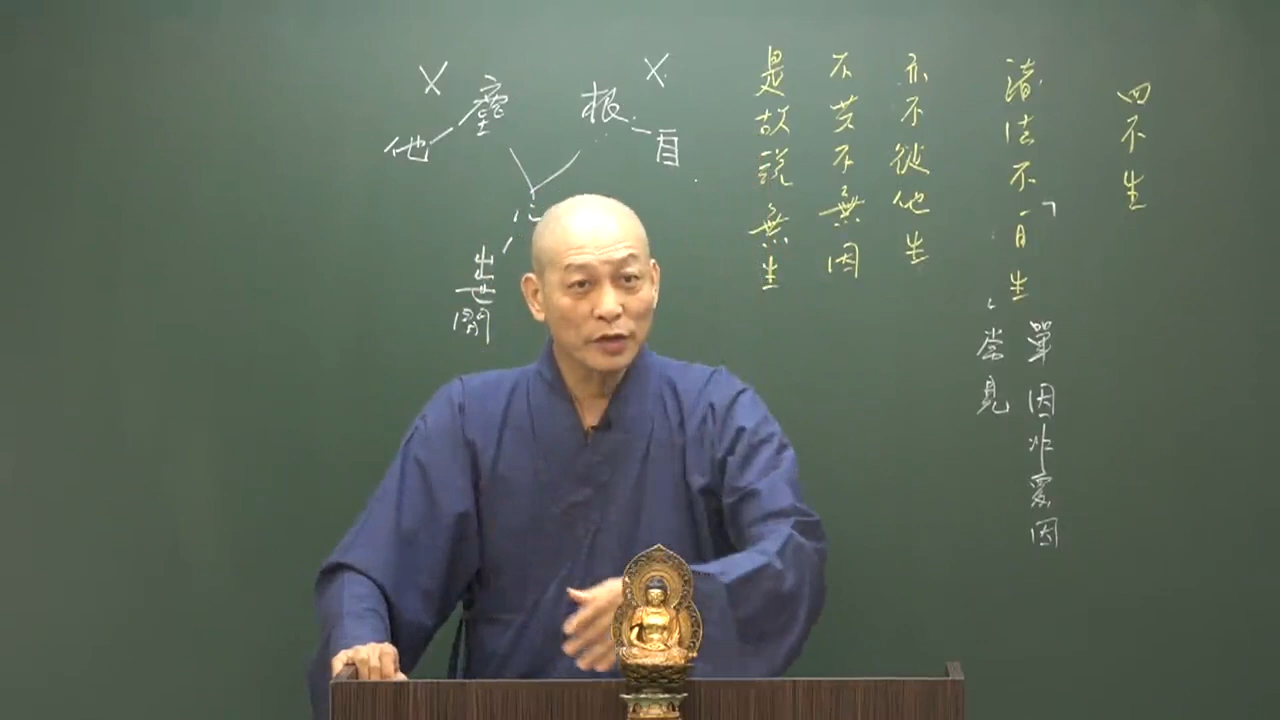 四不生
諸法不「自」生
單因非眾因
常見
亦不從他生
不共不無因
是故說無生
X
根
自
X
塵
他
心
出世間